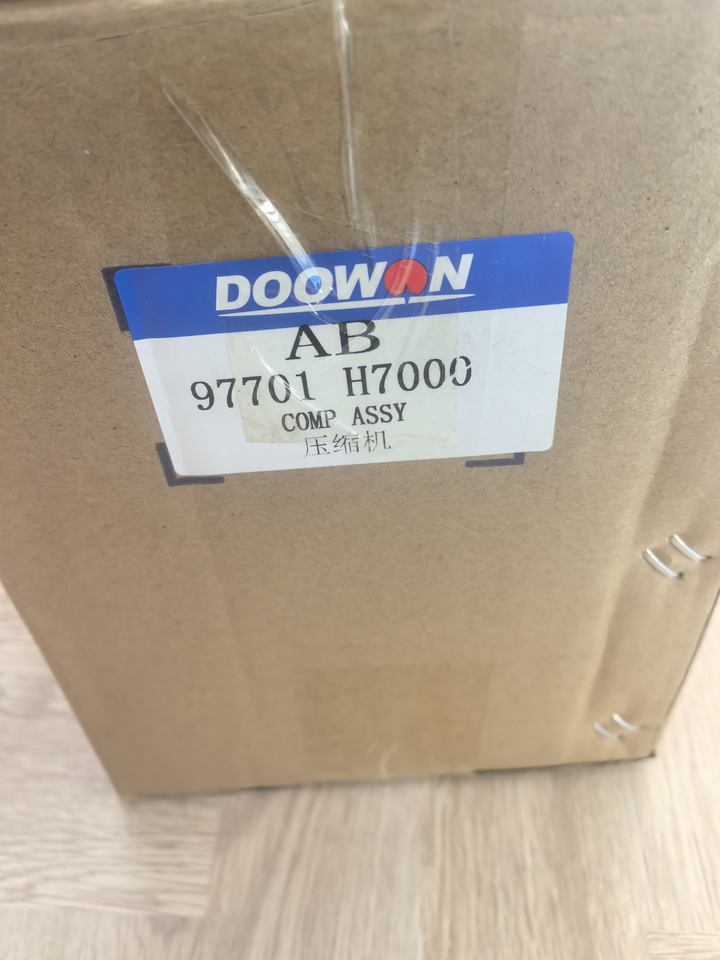 DOOWON
AB
97701 H7000
COMP ASSY
压缩机